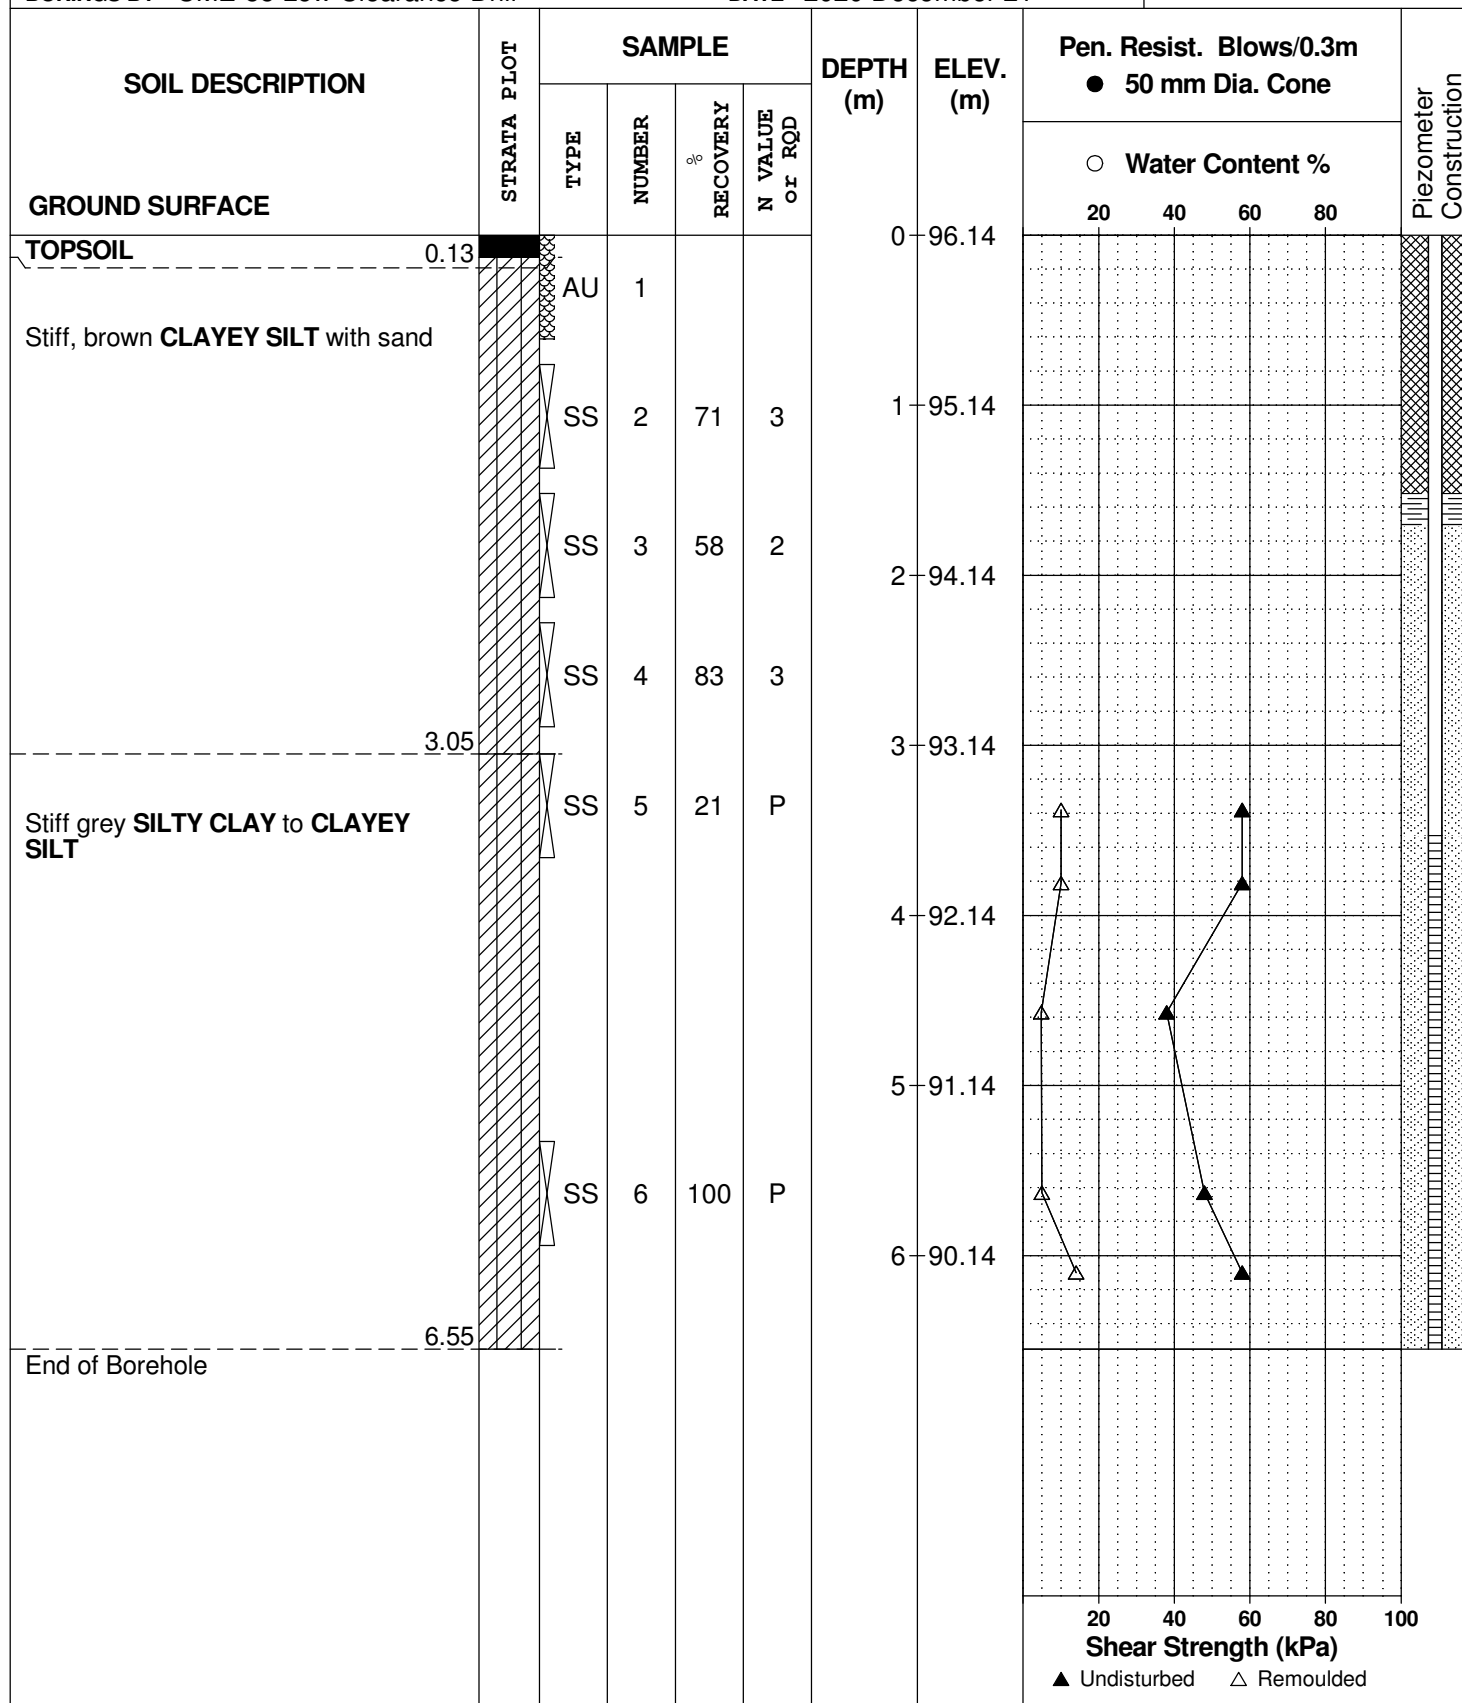 SOIL DESCRIPTION
GROUND SURFACE
STRATA PLOT
SAMPLE
TYPE
NUMBER
% RECOVERY
N VALUE
or RQD
DEPTH
(m)
ELEV.
(m)
Pen. Resist. Blows/0.3m
● 50 mm Dia. Cone
○ Water Content %
20 40 60 80
Piezometer
Construction
TOPSOIL 0.13
0 96.14
AU 1
Stiff, brown CLAYEY SILT with sand
SS 2 71 3
1 95.14
SS 3 58 2
2 94.14
SS 4 83 3
3.05
3 93.14
SS 5 21 P
Stiff grey SILTY CLAY to CLAYEY
SILT
4 92.14
5 91.14
SS 6 100 P
6 90.14
6.55
End of Borehole
20 40 60 80 100
Shear Strength (kPa)
▲ Undisturbed △ Remoulded